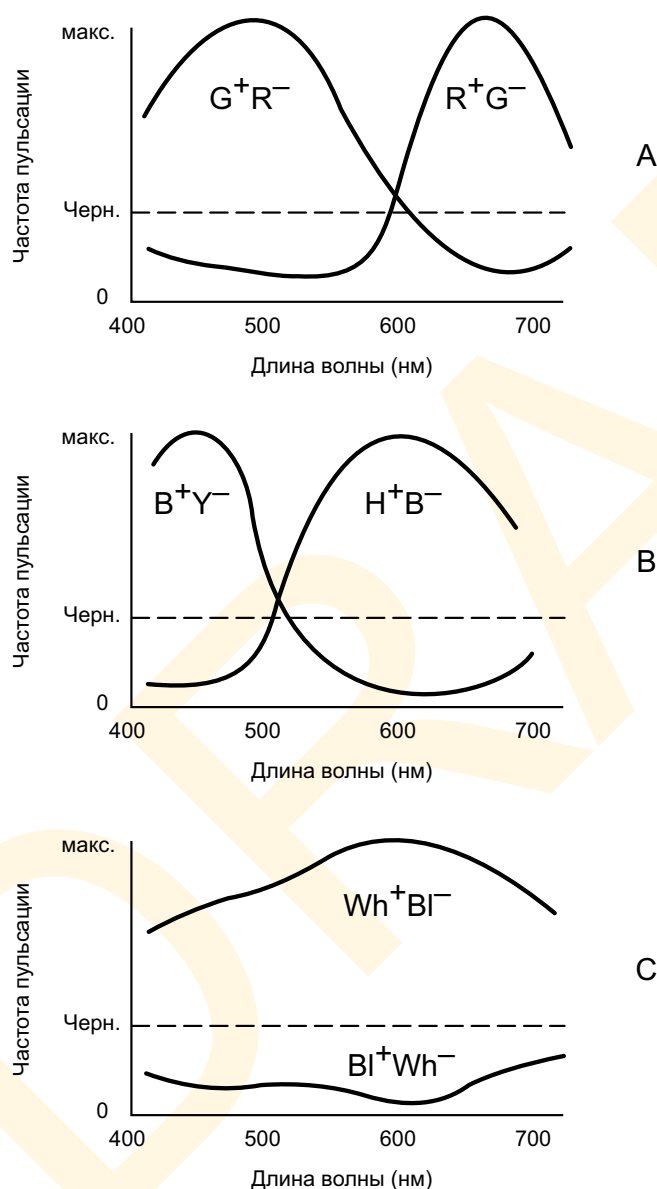 макс.
G+R− R+G−
A
Частота пульсации
Черн.
0
400 500 600 700
Длина волны (нм)
макс.
B+Y− H+B−
B
Частота пульсации
Черн.
0
400 500 600 700
Длина волны (нм)
макс.
Wh+Bl−
C
Частота пульсации
Черн.
Bl+Wh−
0
400 500 600 700
Длина волны (нм)